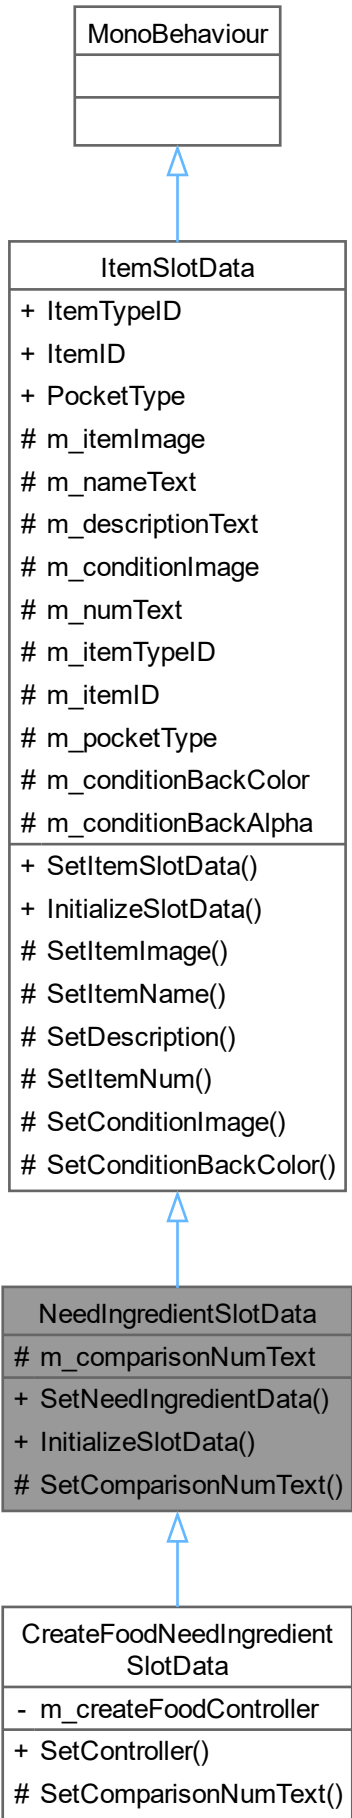 MonoBehaviour
ItemSlotData
+ ItemTypeID
+ ItemID
+ PocketType
# m_itemImage
# m_nameText
# m_descriptionText
# m_conditionImage
# m_numText
# m_itemTypeID
# m_itemID
# m_pocketType
# m_conditionBackColor
# m_conditionBackAlpha
+ SetItemSlotData()
+ InitializeSlotData()
# SetItemImage()
# SetItemName()
# SetDescription()
# SetItemNum()
# SetConditionImage()
# SetConditionBackColor()
NeedIngredientSlotData
# m_comparisonNumText
+ SetNeedIngredientData()
+ InitializeSlotData()
# SetComparisonNumText()
CreateFoodNeedIngredient
SlotData
- m_createFoodController
+ SetController()
# SetComparisonNumText()